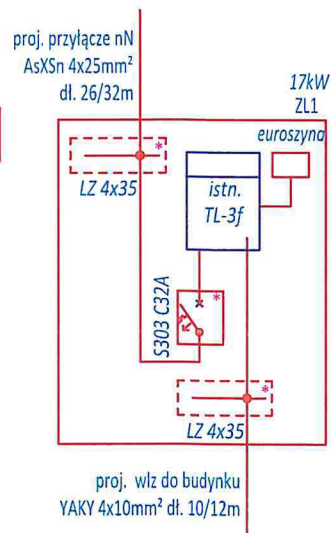 proj. przyłącze nN
AsXSn 4x25mm²
dł. 26/32m
17kW
ZL1
euroszyna
*
LZ 4x35
istn.
TL-3f
S303 C32A
*
*
LZ 4x35
proj. wlz do budynku
YAKY 4x10mm² dł. 10/12m